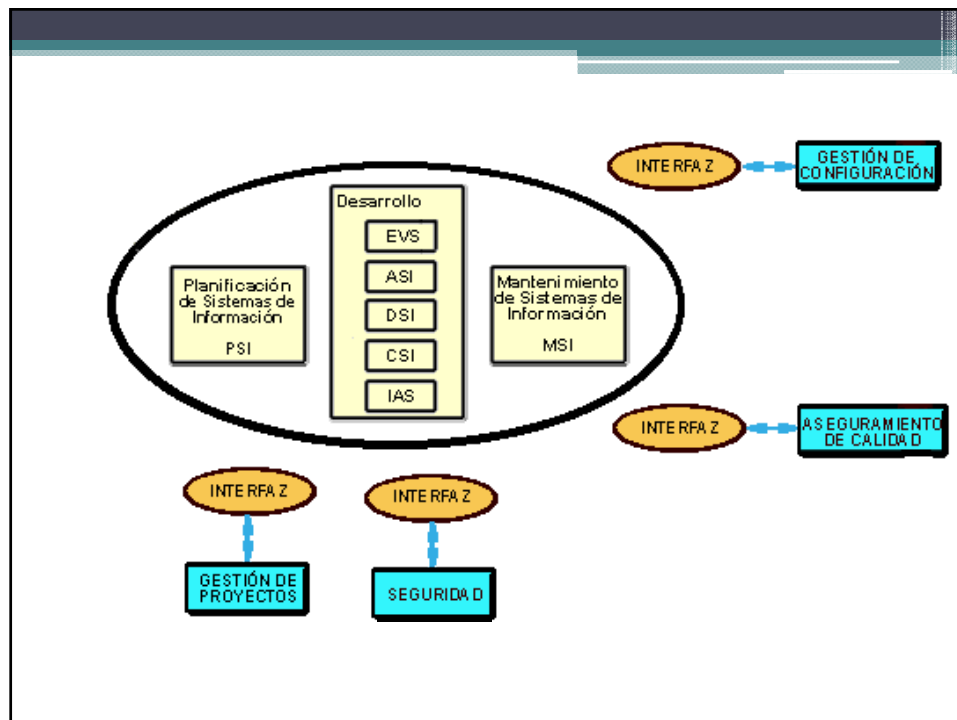 INTERFAZ
GESTIÓN DE
CONFIGURACIÓN
Desarrollo
EVS
ASI
DSI
CSI
IAS
Planificación
de Sistemas de
Información
PSI
Mantenimiento
de Sistemas de
Información
MSI
INTERFAZ
ASEGURAMIENTO
DE CALIDAD
INTERFAZ
INTERFAZ
GESTIÓN DE
PROYECTOS
SEGURIDAD